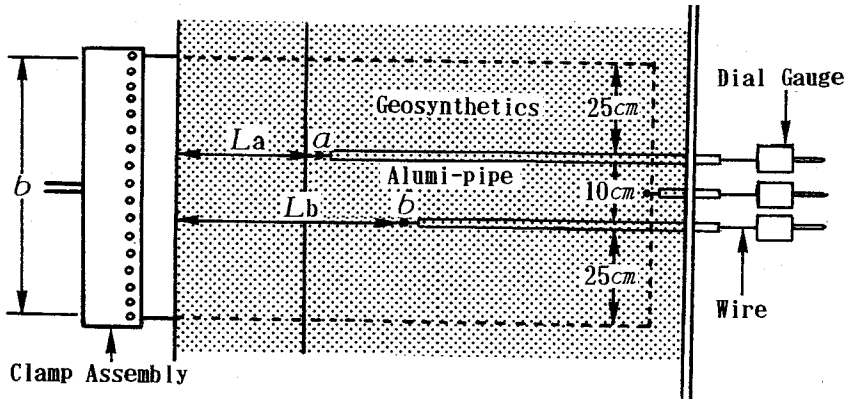 Dial Gauge
Geosynthetics
25cm
La
a
Alumi-pipe
b
10cm
Lb
b
25cm
Wire
Clamp Assembly